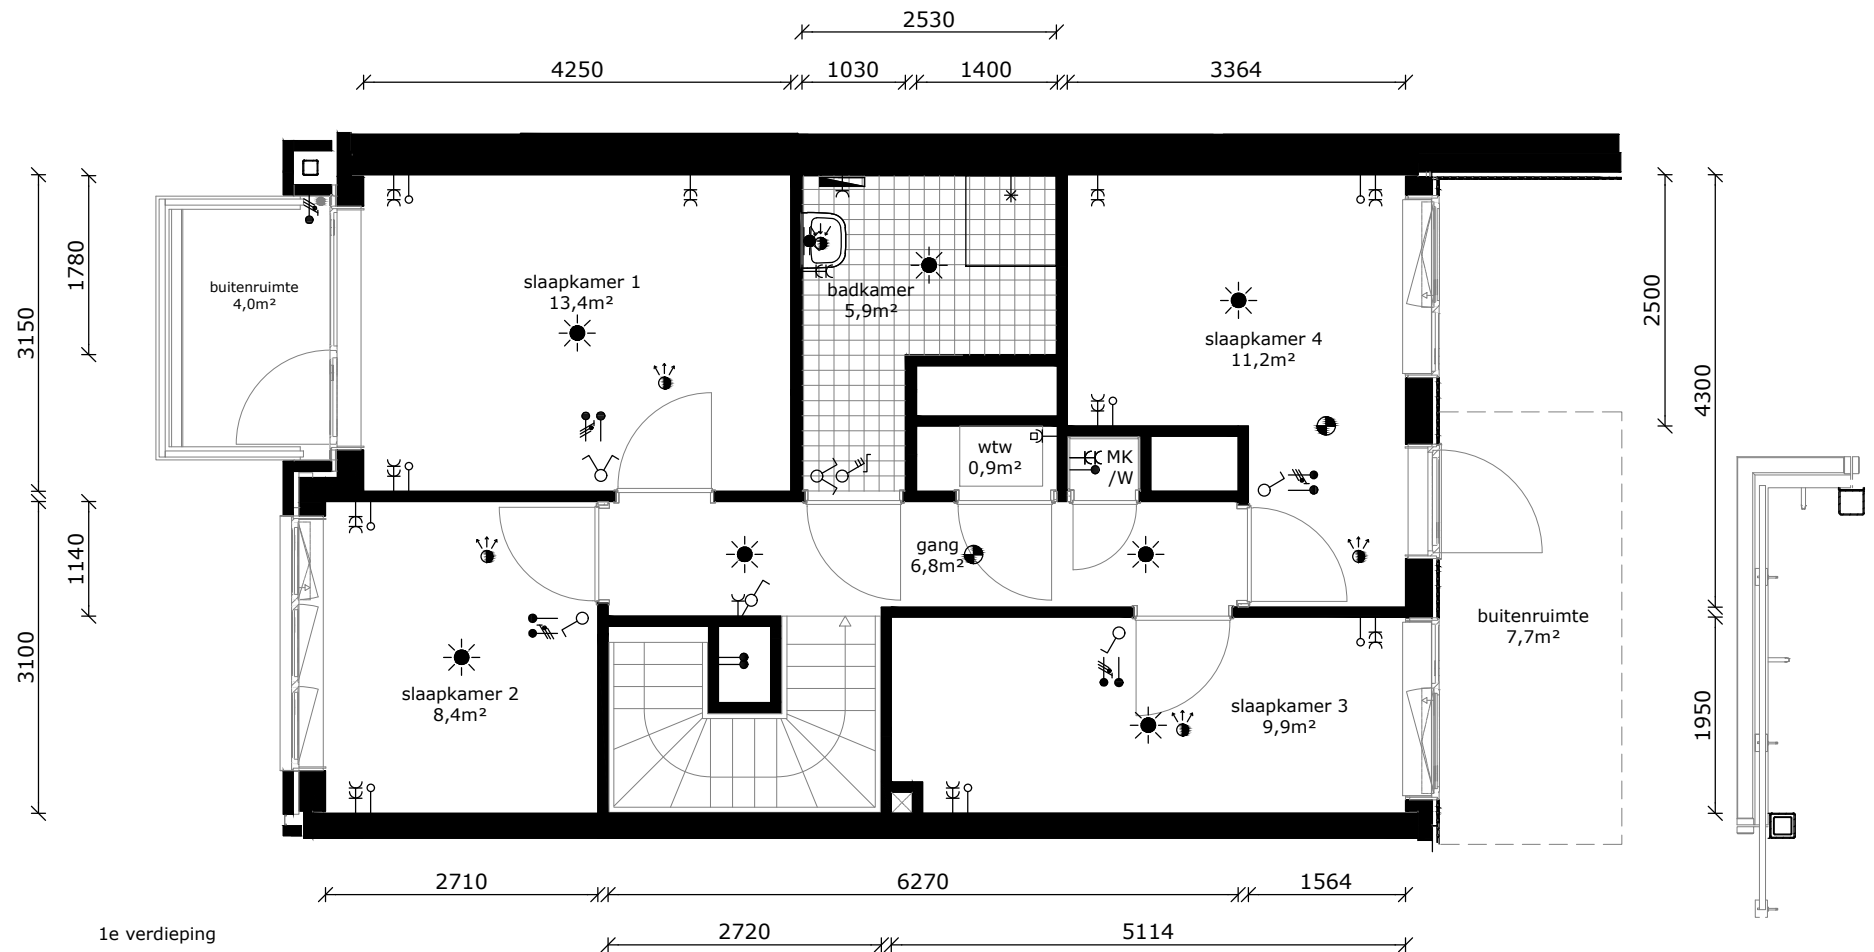 2530
4250
1030
1400
3364
3150
1780
buitenruimte
4,0m²
slaapkamer 1
13,4m²
badkamer
5,9m²
slaapkamer 4
11,2m²
2500
4300
wtw
0,9m²
MK
/W
1140
gang
6,8m²
3100
slaapkamer 2
8,4m²
slaapkamer 3
9,9m²
buitenruimte
7,7m²
1950
2710
6270
1564
1e verdieping
2720
5114